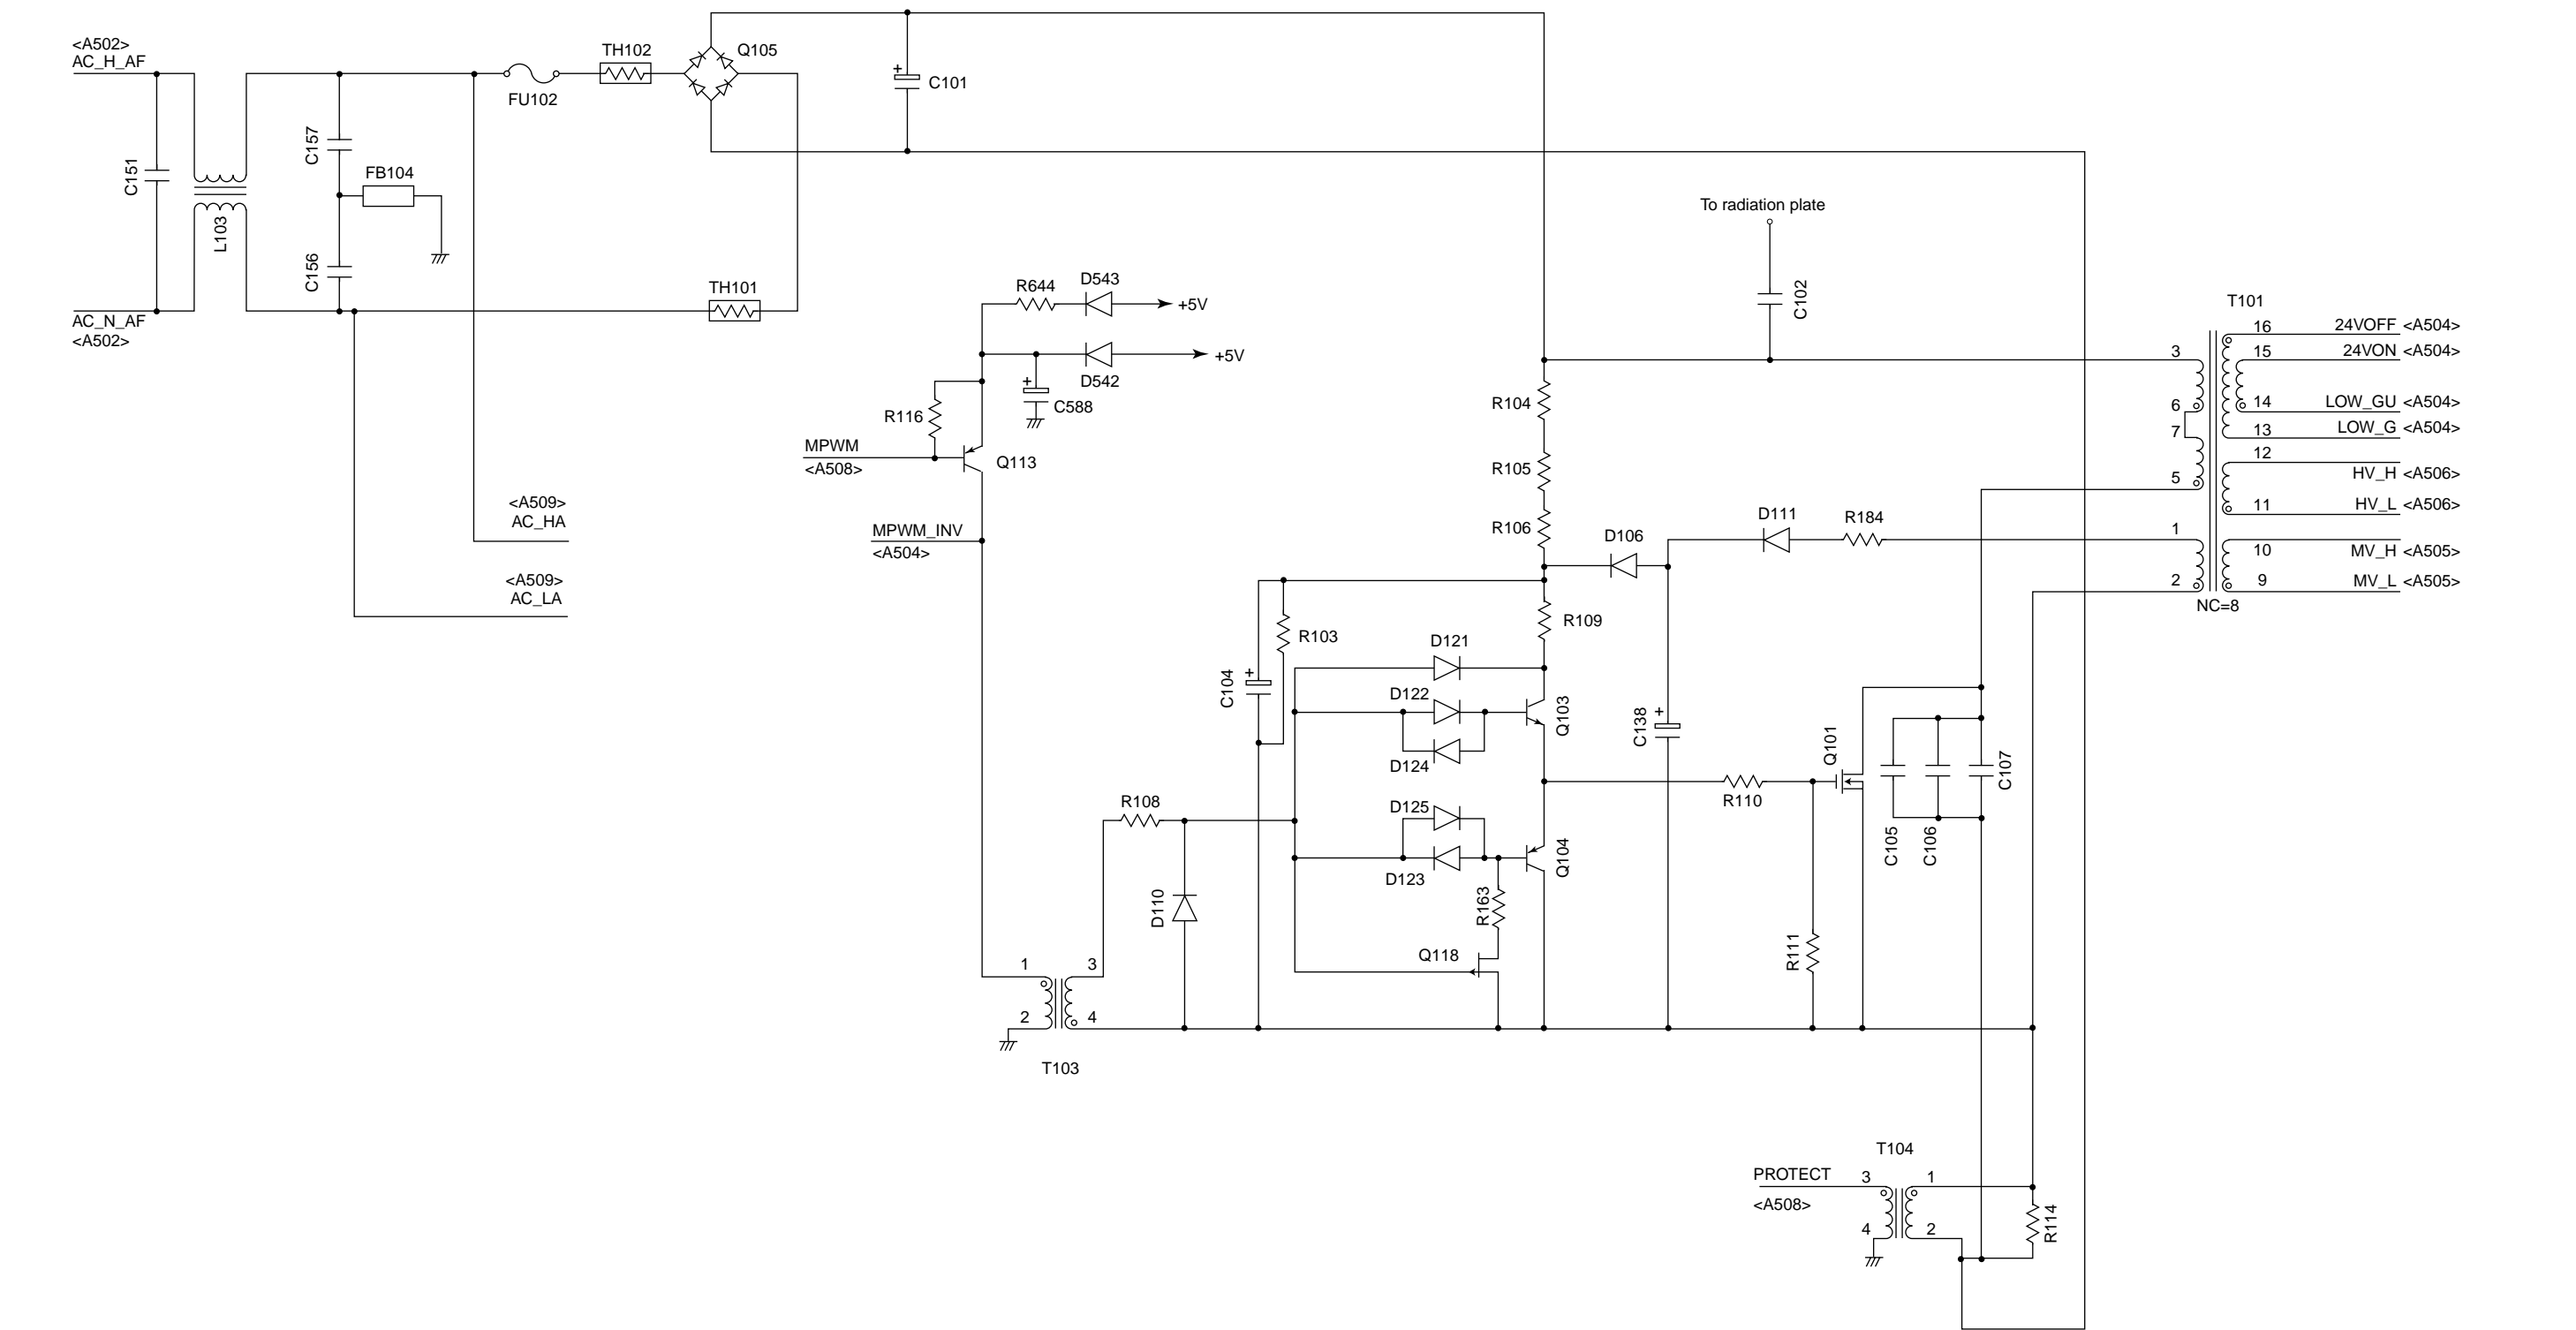 <A502>
AC_H_AF
TH102
Q105
FU102
C101
C151
C157
FB104
L103
C156
AC_N_AF
<A502>
TH101
To radiation plate
C102
R644
D543
+5V
+5V
D542
C588
R116
MPWM
<A508>
Q113
MPWM_INV
<A504>
<A509>
AC_HA
<A509>
AC_LA
T101
3
16
24VOFF <A504>
15
24VON <A504>
6
14
LOW_GU <A504>
7
13
LOW_G <A504>
12
5
HV_H <A506>
11
HV_L <A506>
1
10
MV_H <A505>
2
9
MV_L <A505>
NC=8
R104
R105
R106
D106
D111
R184
R109
R103
C104
D121
D122
D124
Q103
C138
Q101
C107
R110
C105
C106
R108
D125
D123
Q104
D110
R163
Q118
R111
1
3
2
4
T103
T104
PROTECT
<A508>
3
1
4
2
R114